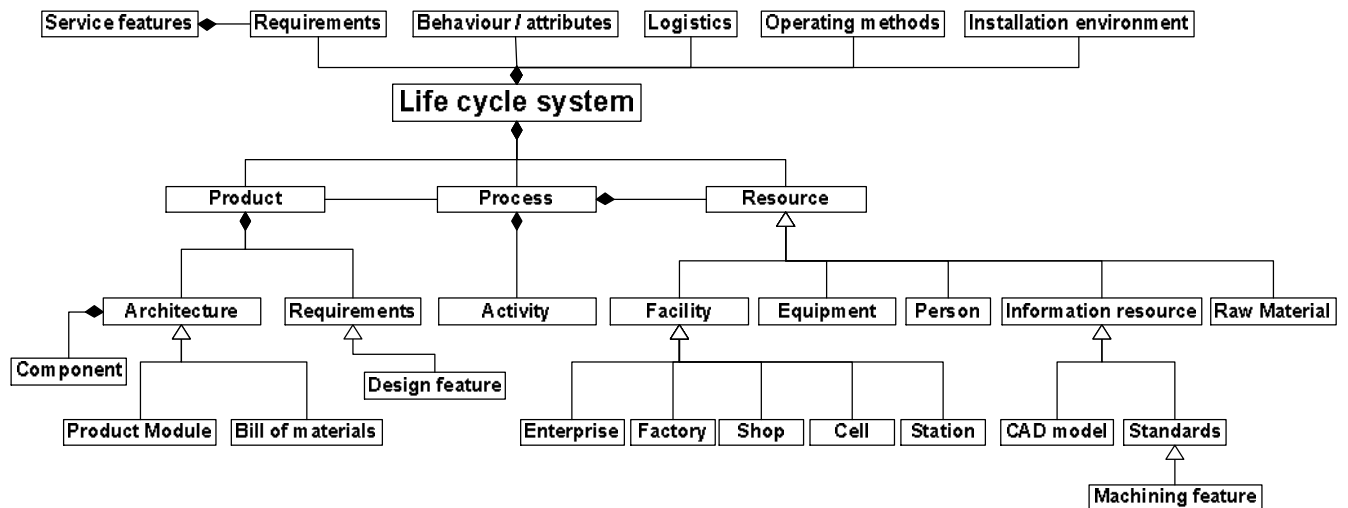 Service features
Requirements
Behaviour / attributes
Logistics
Operating methods
Installation environment
Life cycle system
Product
Process
Resource
Architecture
Requirements
Activity
Facility
Equipment
Person
Information resource
Raw Material
Component
Design feature
Product Module
Bill of materials
Enterprise
Factory
Shop
Cell
Station
CAD model
Standards
Machining feature